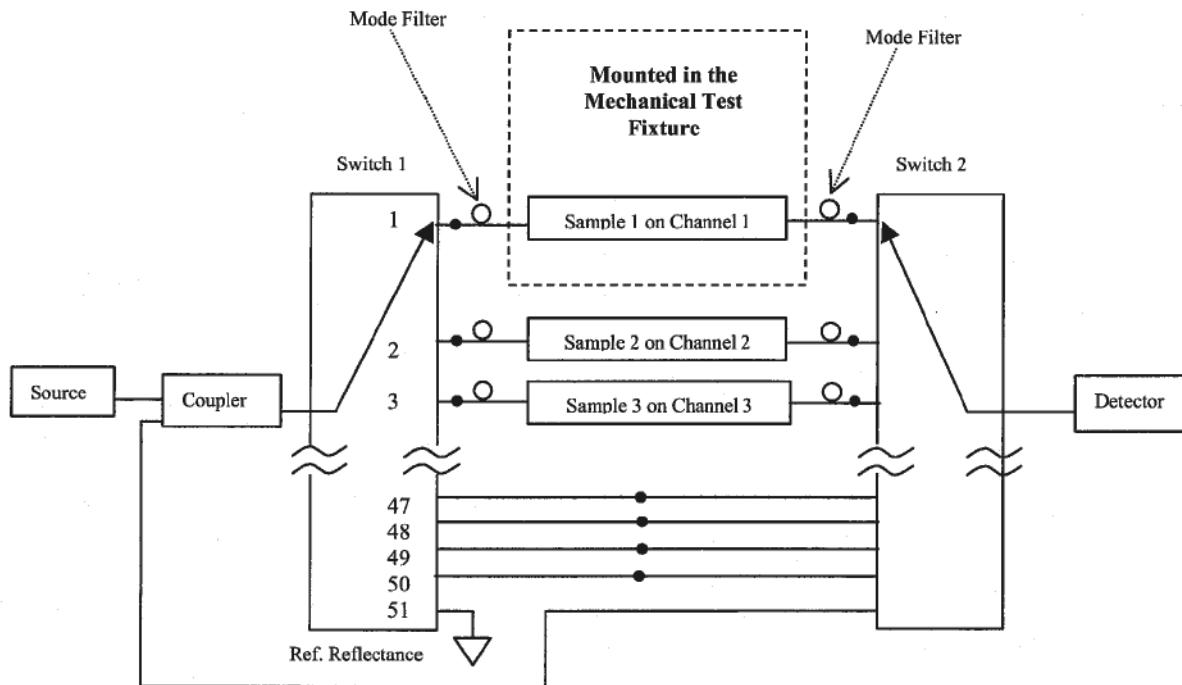 Mode Filter
Mode Filter
Mounted in the
Mechanical Test
Fixture
Switch 1
Switch 2
1
Sample 1 on Channel 1
2
Sample 2 on Channel 2
Source
Coupler
3
Sample 3 on Channel 3
Detector
47
48
49
50
51
Ref. Reflectance